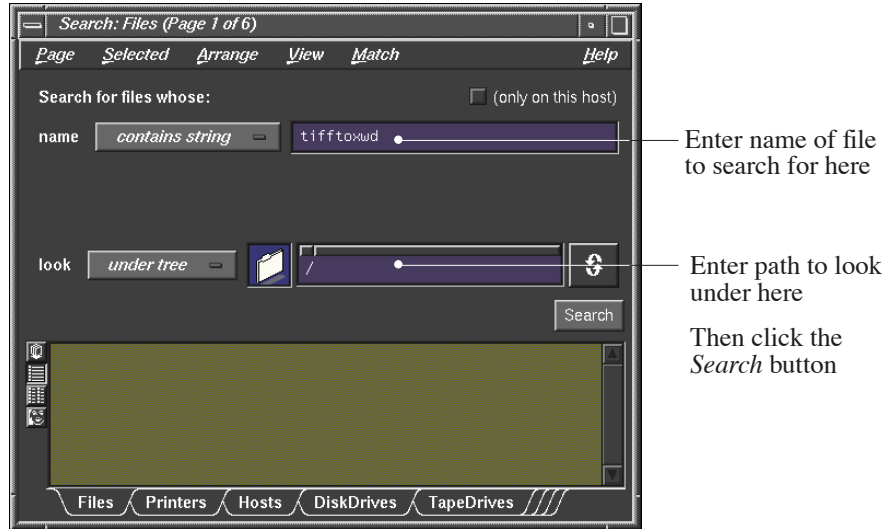 Search: Files (Page 1 of 6)
Page Selected Arrange View Match Help
Search for files whose: (only on this host)
name contains string tifftoxwd
Enter name of file
to search for here
look under tree /
Enter path to look
under here
Search
Then click the
Search button
Files Printers Hosts DiskDrives TapeDrives